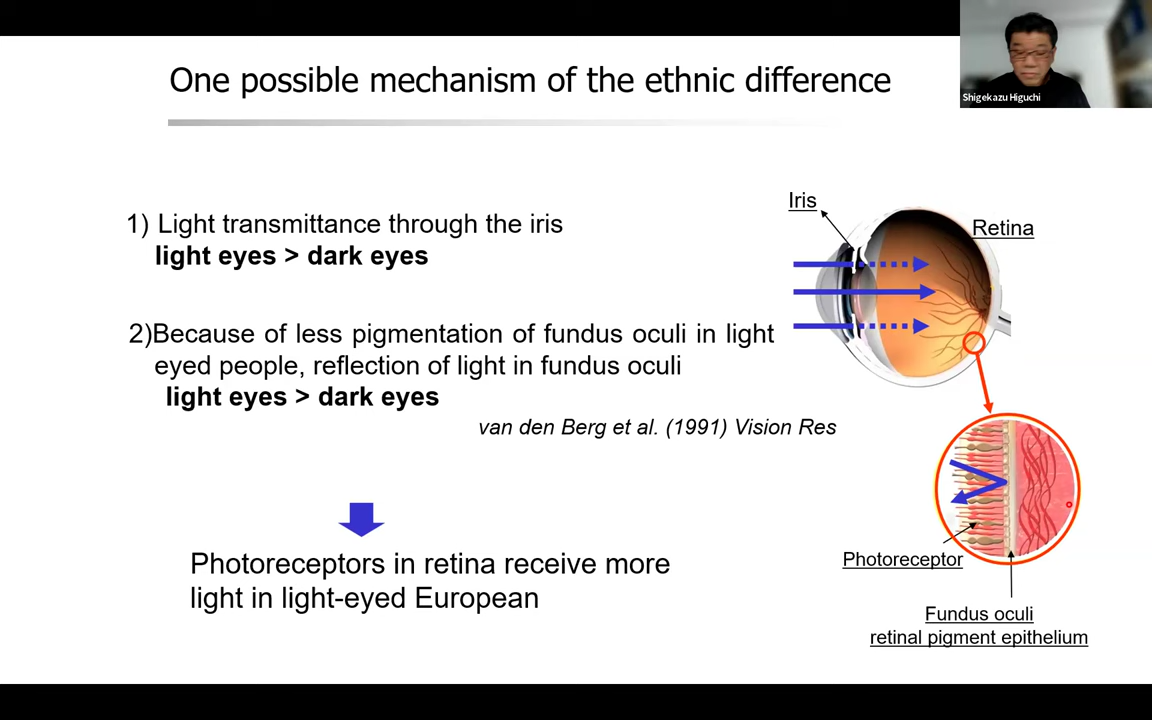 One possible mechanism of the ethnic difference
Shigekazu Higuchi
1) Light transmittance through the iris
light eyes > dark eyes
2)Because of less pigmentation of fundus oculi in light
eyed people, reflection of light in fundus oculi
light eyes > dark eyes
van den Berg et al. (1991) Vision Res
Photoreceptors in retina receive more
light in light-eyed European
Iris
Retina
Photoreceptor
Fundus oculi
retinal pigment epithelium